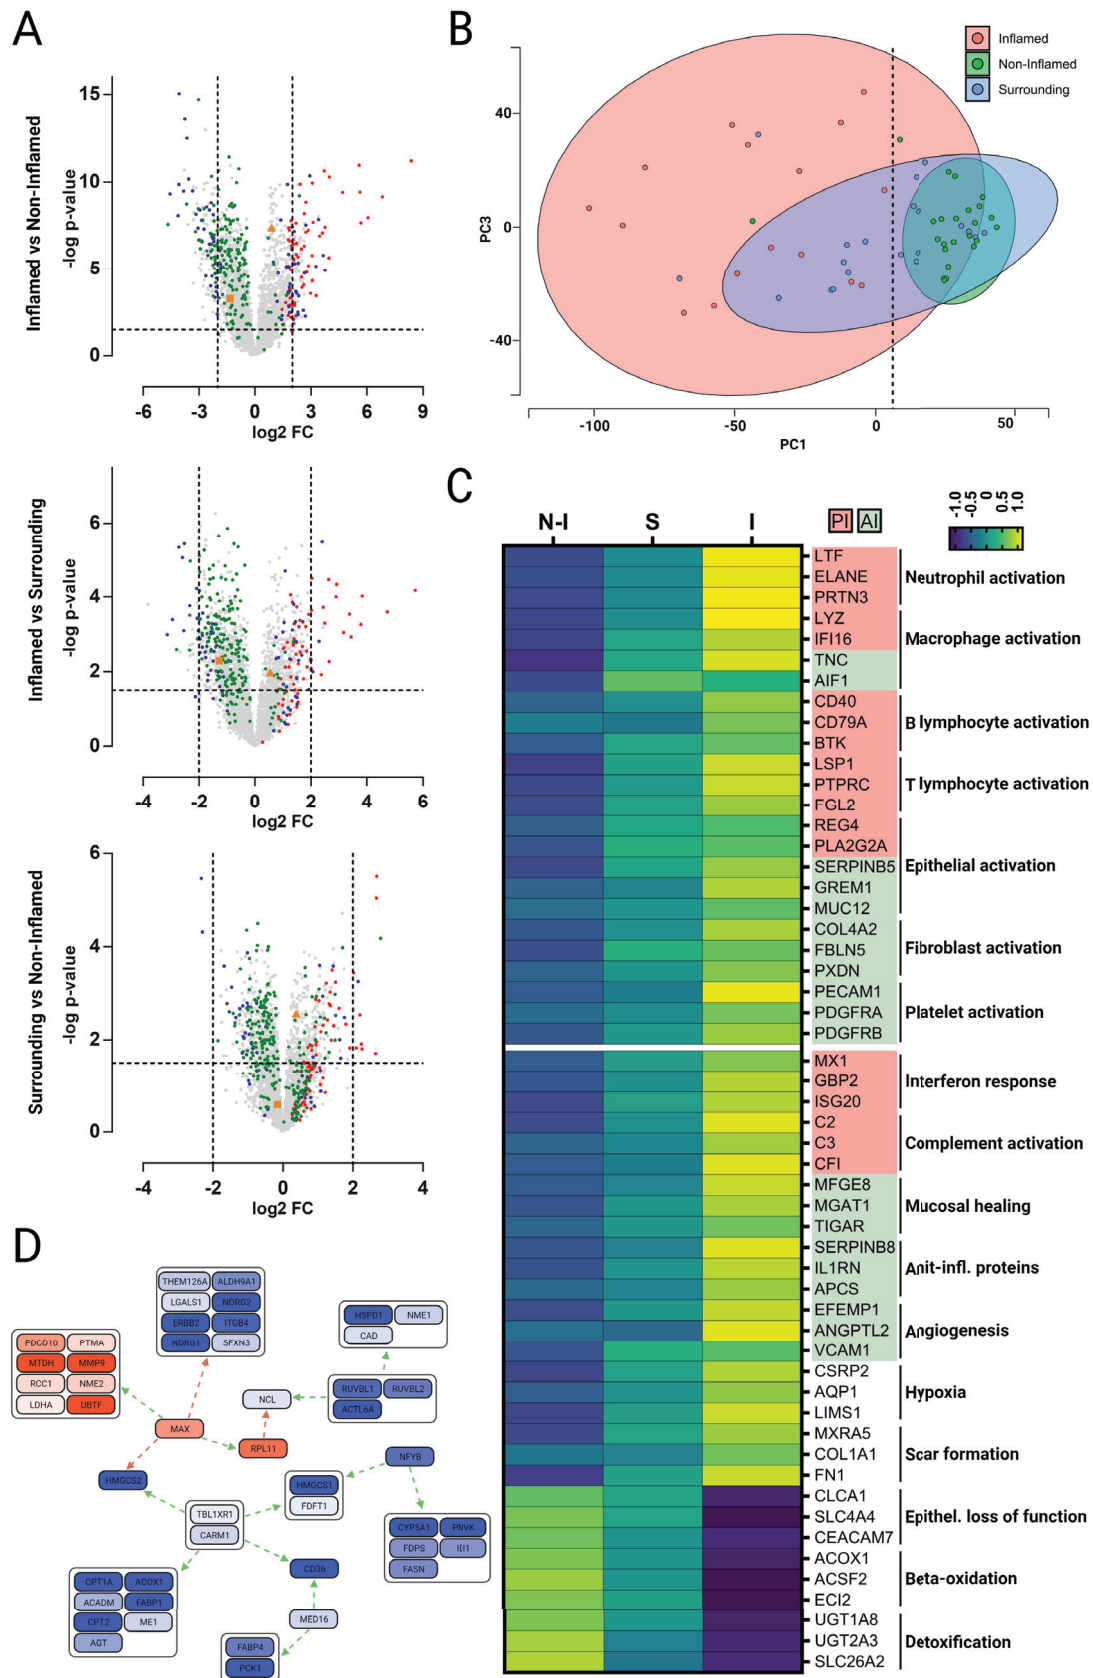 A
Inflamed vs Non-Inflamed
-log p-value
15
10
5
0
-6 -3 0 3 6 9
log2 FC
Inflamed vs Surrounding
-log p-value
6
4
2
0
-4 -2 0 2 4 6
log2 FC
Surrounding vs Non-Inflamed
-log p-value
6
4
2
0
-4 -2 0 2 4
log2 FC
B
Inflamed
Non-Inflamed
Surrounding
PC3
40
0
-40
-100 -50 0 50
PC1
C
N-I S I
PI AI
-1.0 -0.5 0 0.5 1.0
LTF
ELANE
PRTN3
Neutrophil activation
LYZ
IFI16
TNC
AIF1
Macrophage activation
CD40
CD79A
BTK
B lymphocyte activation
LSP1
PTPRC
FGL2
T lymphocyte activation
REG4
PLA2G2A
SERPINB5
GREM1
MUC12
Epithelial activation
COL4A2
FBLN5
PXDN
Fibroblast activation
PECAM1
PDGFRA
PDGFRB
Platelet activation
MX1
GBP2
ISG20
Interferon response
C2
C3
CFI
Complement activation
MFGE8
MGAT1
TIGAR
Mucosal healing
SERPINB8
IL1RN
APCS
Anit-infl. proteins
EFEMP1
ANGPTL2
VCAM1
Angiogenesis
CSRP2
AQP1
LIMS1
Hypoxia
MXRA5
COL1A1
FN1
Scar formation
CLCA1
SLC4A4
CEACAM7
Epithel. loss of function
ACOX1
ACSF2
ECI2
Beta-oxidation
UGT1A8
UGT2A3
SLC26A2
Detoxification
D
THEM126A ALDH9A1
LGALS1 NDRG2
ERBB2 ITGB4
NDRG1 SFXN3
PDCD10 PTMA
MTDH MMP9
RCC1 NME2
LDHA UBTF
HSPD1 NME1
CAD
RUVBL1 RUVBL2
ACTL6A
NCL
MAX
RPL11
HMGCS2
NFYB
HMGCS1
FDFT1
TBL1XR1
CARM1
CYP5A1
FDPS
FASN
CPT1A ACOX1
ACADM FABP1
CPT2 ME1
AGT
CD36
MED16
FABP4
PCK1